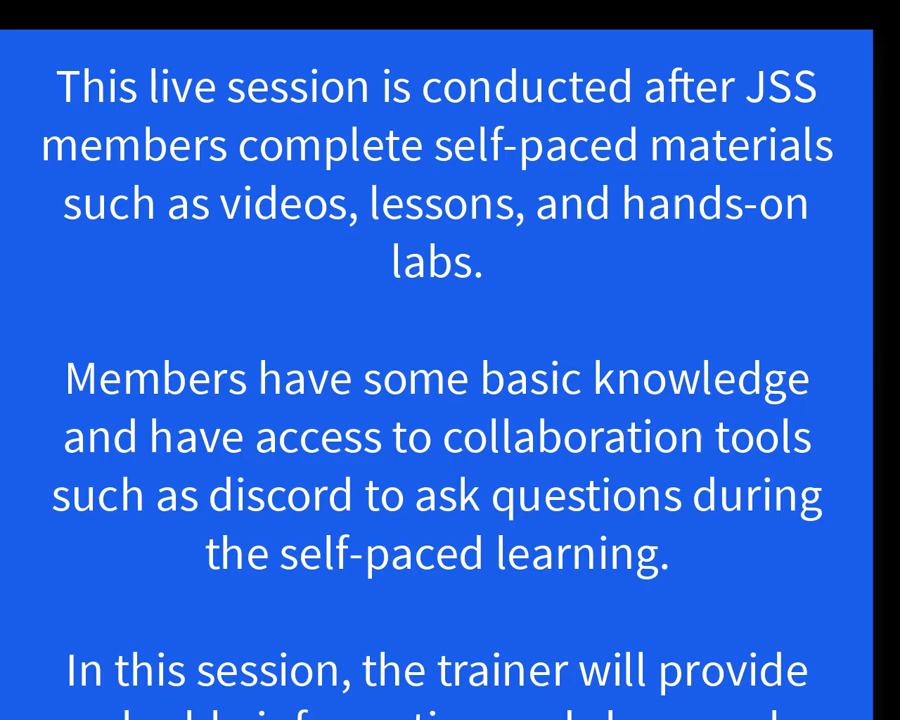 This live session is conducted after JSS
members complete self-paced materials
such as videos, lessons, and hands-on
labs.
Members have some basic knowledge
and have access to collaboration tools
such as discord to ask questions during
the self-paced learning.
In this session, the trainer will provide